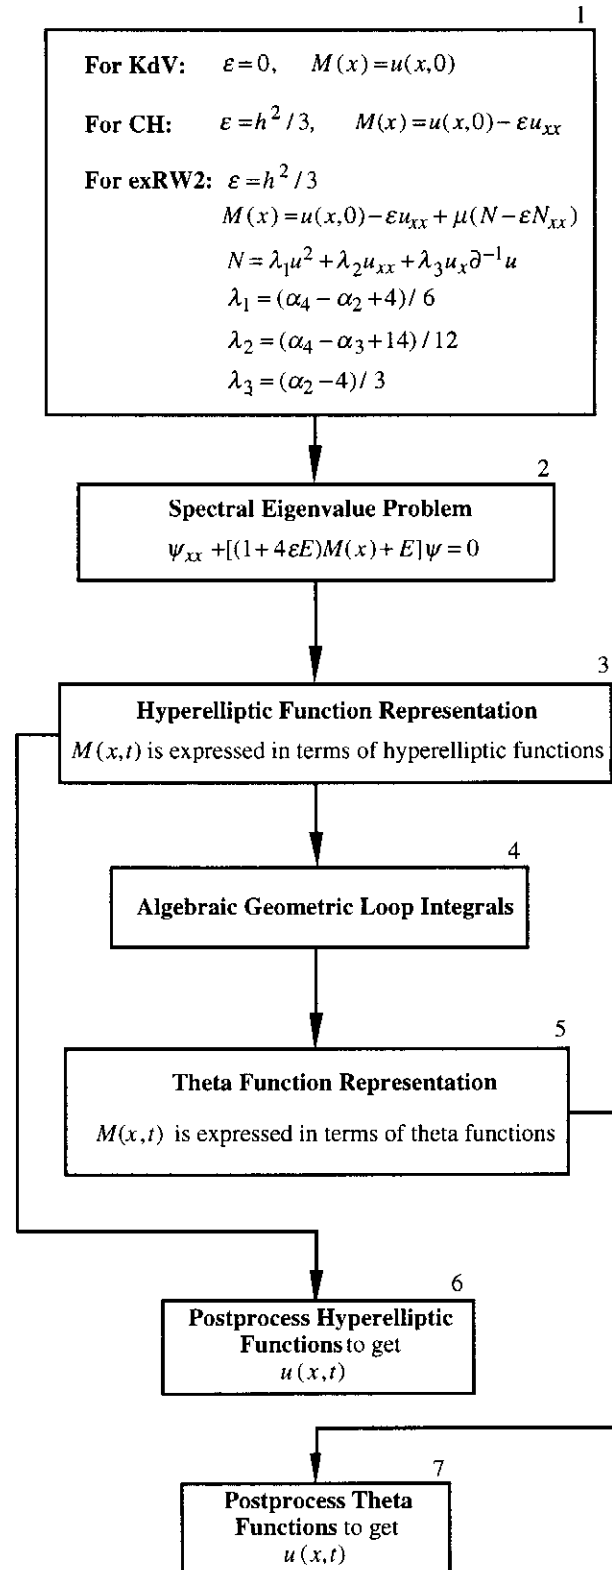 1
For KdV: ε=0, M(x)=u(x,0)
For CH: ε=h²/3, M(x)=u(x,0)−εu_xx
For exRW2: ε=h²/3
M(x)=u(x,0)−εu_xx+μ(N−εN_xx)
N=λ₁u²+λ₂u_xx+λ₃u_x∂⁻¹u
λ₁=(α₄−α₂+4)/6
λ₂=(α₄−α₃+14)/12
λ₃=(α₂−4)/3
2
Spectral Eigenvalue Problem
ψ_xx+[(1+4εE)M(x)+E]ψ=0
3
Hyperelliptic Function Representation
M(x,t) is expressed in terms of hyperelliptic functions
4
Algebraic Geometric Loop Integrals
5
Theta Function Representation
M(x,t) is expressed in terms of theta functions
6
Postprocess Hyperelliptic
Functions to get
u(x,t)
7
Postprocess Theta
Functions to get
u(x,t)